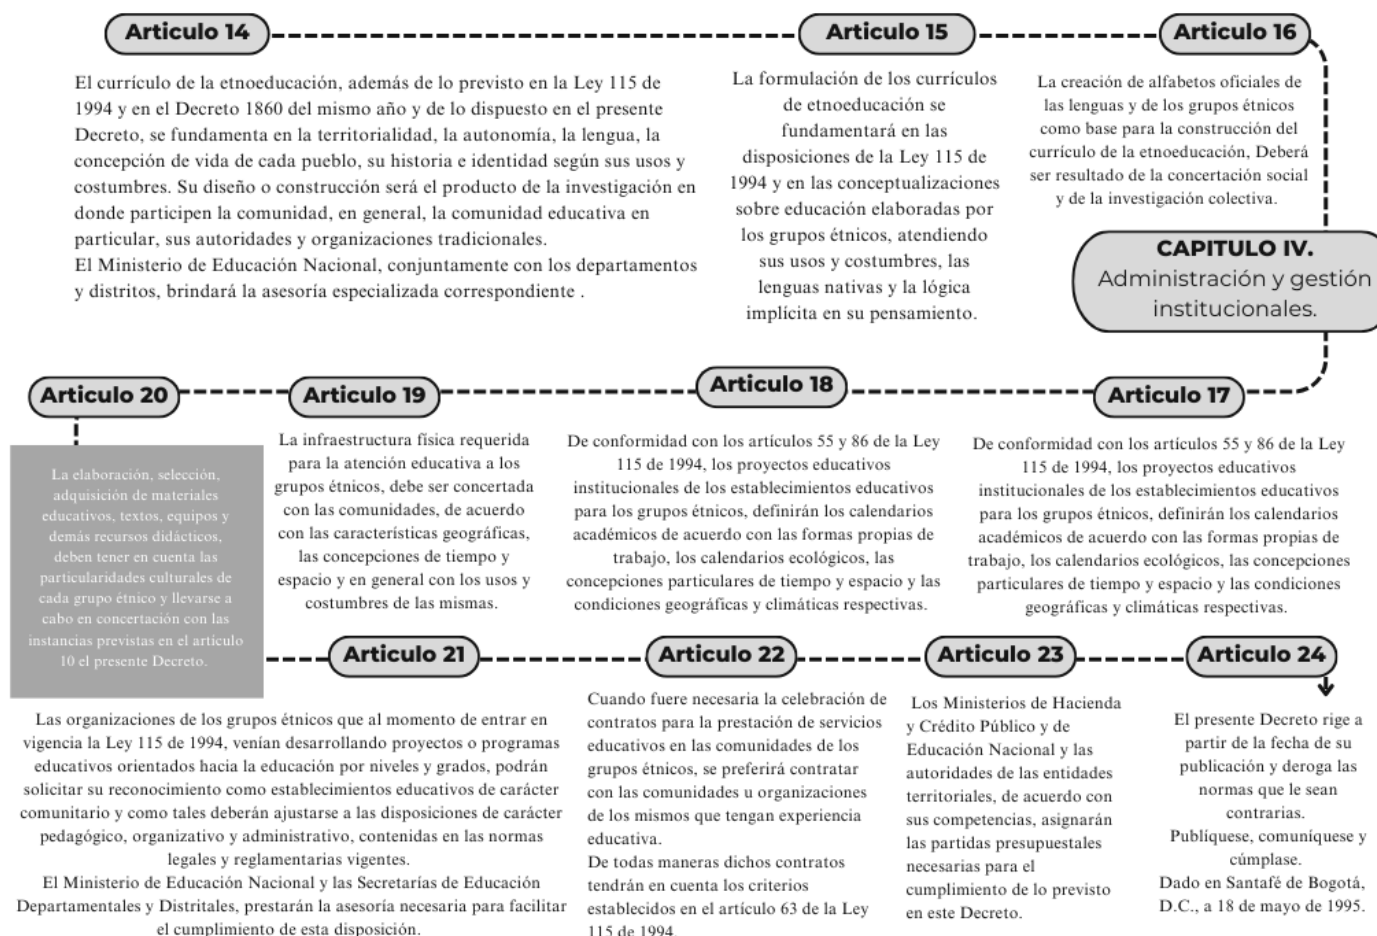 Articulo 14
El currículo de la etnoeducación, además de lo previsto en la Ley 115 de
1994 y en el Decreto 1860 del mismo año y de lo dispuesto en el presente
Decreto, se fundamenta en la territorialidad, la autonomía, la lengua, la
concepción de vida de cada pueblo, su historia e identidad según sus usos y
costumbres. Su diseño o construcción será el producto de la investigación en
donde participen la comunidad, en general, la comunidad educativa en
particular, sus autoridades y organizaciones tradicionales.
El Ministerio de Educación Nacional, conjuntamente con los departamentos
y distritos, brindará la asesoría especializada correspondiente .
Articulo 15
La formulación de los currículos
de etnoeducación se
fundamentará en las
disposiciones de la Ley 115 de
1994 y en las conceptualizaciones
sobre educación elaboradas por
los grupos étnicos, atendiendo
sus usos y costumbres, las
lenguas nativas y la lógica
implícita en su pensamiento.
Articulo 16
La creación de alfabetos oficiales de
las lenguas y de los grupos étnicos
como base para la construcción del
currículo de la etnoeducación, Deberá
ser resultado de la concertación social
y de la investigación colectiva.
CAPITULO IV.
Administración y gestión
institucionales.
Articulo 17
De conformidad con los artículos 55 y 86 de la Ley
115 de 1994, los proyectos educativos
institucionales de los establecimientos educativos
para los grupos étnicos, definirán los calendarios
académicos de acuerdo con las formas propias de
trabajo, los calendarios ecológicos, las concepciones
particulares de tiempo y espacio y las condiciones
geográficas y climáticas respectivas.
Articulo 18
De conformidad con los artículos 55 y 86 de la Ley
115 de 1994, los proyectos educativos
institucionales de los establecimientos educativos
para los grupos étnicos, definirán los calendarios
académicos de acuerdo con las formas propias de
trabajo, los calendarios ecológicos, las
concepciones particulares de tiempo y espacio y las
condiciones geográficas y climáticas respectivas.
Articulo 19
La infraestructura física requerida
para la atención educativa a los
grupos étnicos, debe ser concertada
con las comunidades, de acuerdo
con las características geográficas,
las concepciones de tiempo y
espacio y en general con los usos y
costumbres de las mismas.
Articulo 20
La elaboración, selección,
adquisición de materiales
educativos, textos, equipos y
demás recursos didácticos,
deben tener en cuenta las
particularidades culturales de
cada grupo étnico y llevarse a
cabo en concertación con las
instancias previstas en el artículo
10 el presente Decreto.
Articulo 21
Las organizaciones de los grupos étnicos que al momento de entrar en
vigencia la Ley 115 de 1994, venían desarrollando proyectos o programas
educativos orientados hacia la educación por niveles y grados, podrán
solicitar su reconocimiento como establecimientos educativos de carácter
comunitario y como tales deberán ajustarse a las disposiciones de carácter
pedagógico, organizativo y administrativo, contenidas en las normas
legales y reglamentarias vigentes.
El Ministerio de Educación Nacional y las Secretarías de Educación
Departamentales y Distritales, prestarán la asesoría necesaria para facilitar
el cumplimiento de esta disposición.
Articulo 22
Cuando fuere necesaria la celebración de
contratos para la prestación de servicios
educativos en las comunidades de los
grupos étnicos, se preferirá contratar
con las comunidades u organizaciones
de los mismos que tengan experiencia
educativa.
De todas maneras dichos contratos
tendrán en cuenta los criterios
establecidos en el artículo 63 de la Ley
115 de 1994.
Articulo 23
Los Ministerios de Hacienda
y Crédito Público y de
Educación Nacional y las
autoridades de las entidades
territoriales, de acuerdo con
sus competencias, asignarán
las partidas presupuestales
necesarias para el
cumplimiento de lo previsto
en este Decreto.
Articulo 24
El presente Decreto rige a
partir de la fecha de su
publicación y deroga las
normas que le sean
contrarias.
Publíquese, comuníquese y
cúmplase.
Dado en Santafé de Bogotá,
D.C., a 18 de mayo de 1995.